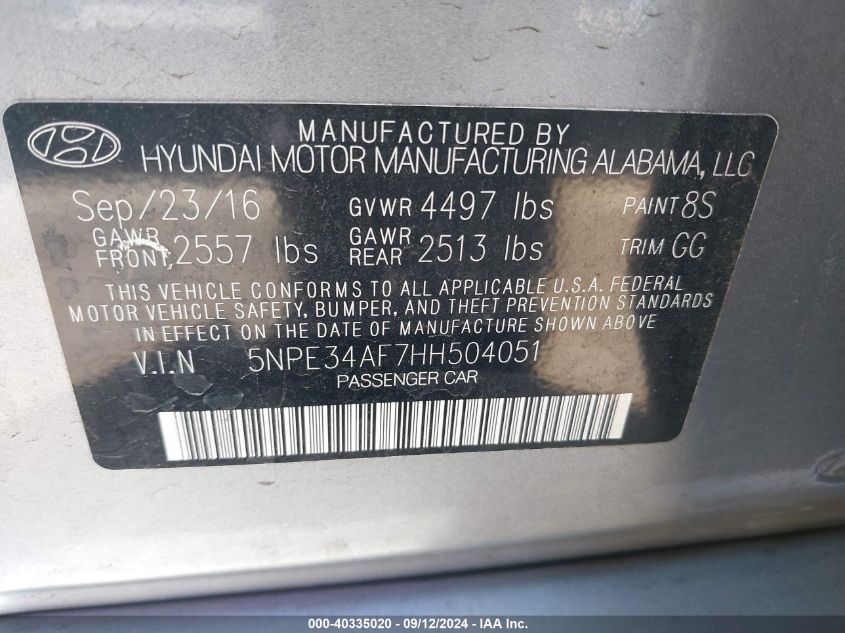 MANUFACTURED BY
HYUNDAI MOTOR MANUFACTURING ALABAMA, LLC
Sep/23/16 GVWR 4497 lbs PAINT 8S
GAWR FRONT 2557 lbs GAWR REAR 2513 lbs TRIM GG
THIS VEHICLE CONFORMS TO ALL APPLICABLE U.S.A. FEDERAL
MOTOR VEHICLE SAFETY, BUMPER, AND THEFT PREVENTION STANDARDS
IN EFFECT ON THE DATE OF MANUFACTURE SHOWN ABOVE
V.I.N 5NPE34AF7HH504051
PASSENGER CAR
000-40335020 - 09/12/2024 - IAA Inc.